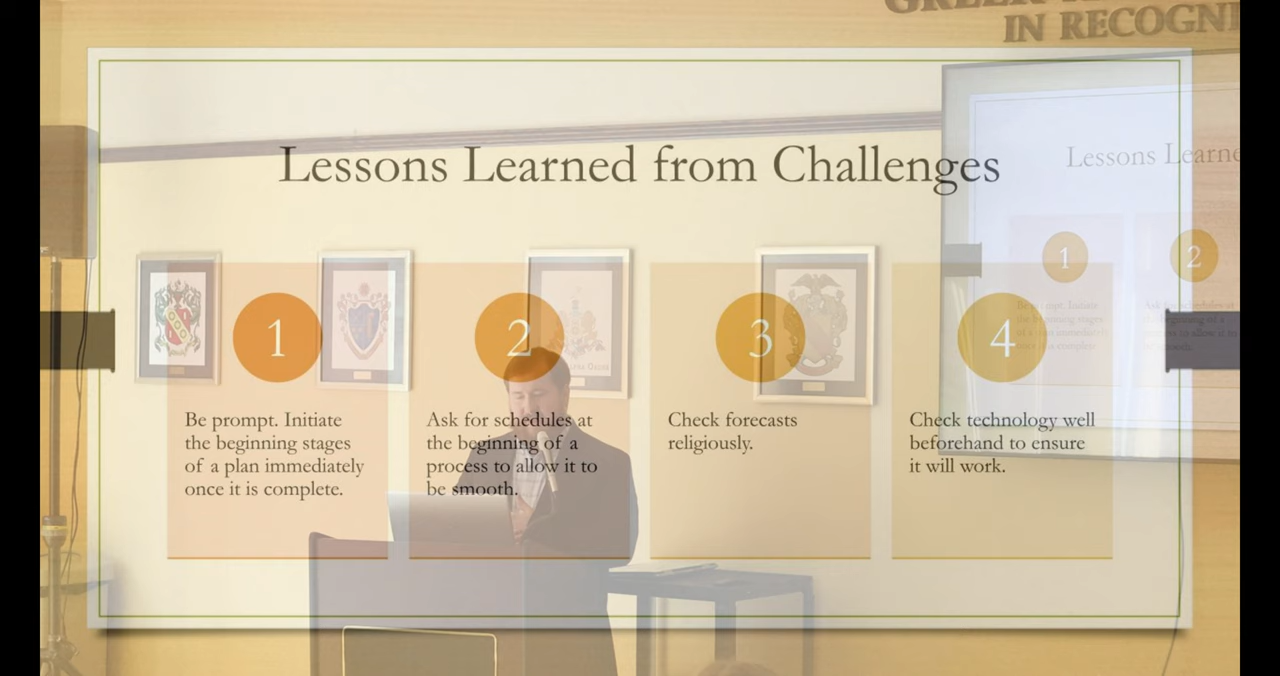 IN RECOGNI
Lessons Learned from Challenges
Lessons Learne
1
2
1
Be prompt. Initiate
the beginning stages
of a plan immediately
once it is complete.
2
Ask for schedules at
the beginning of a
process to allow it to
be smooth.
3
Check forecasts
religiously.
4
Check technology well
beforehand to ensure
it will work.